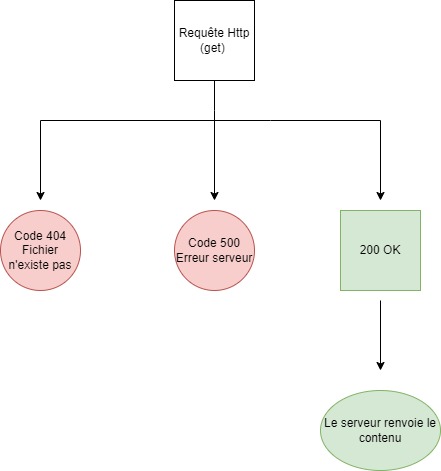 Requête Http
(get)
Code 404
Fichier
n'existe pas
Code 500
Erreur serveur
200 OK
Le serveur renvoie le
contenu